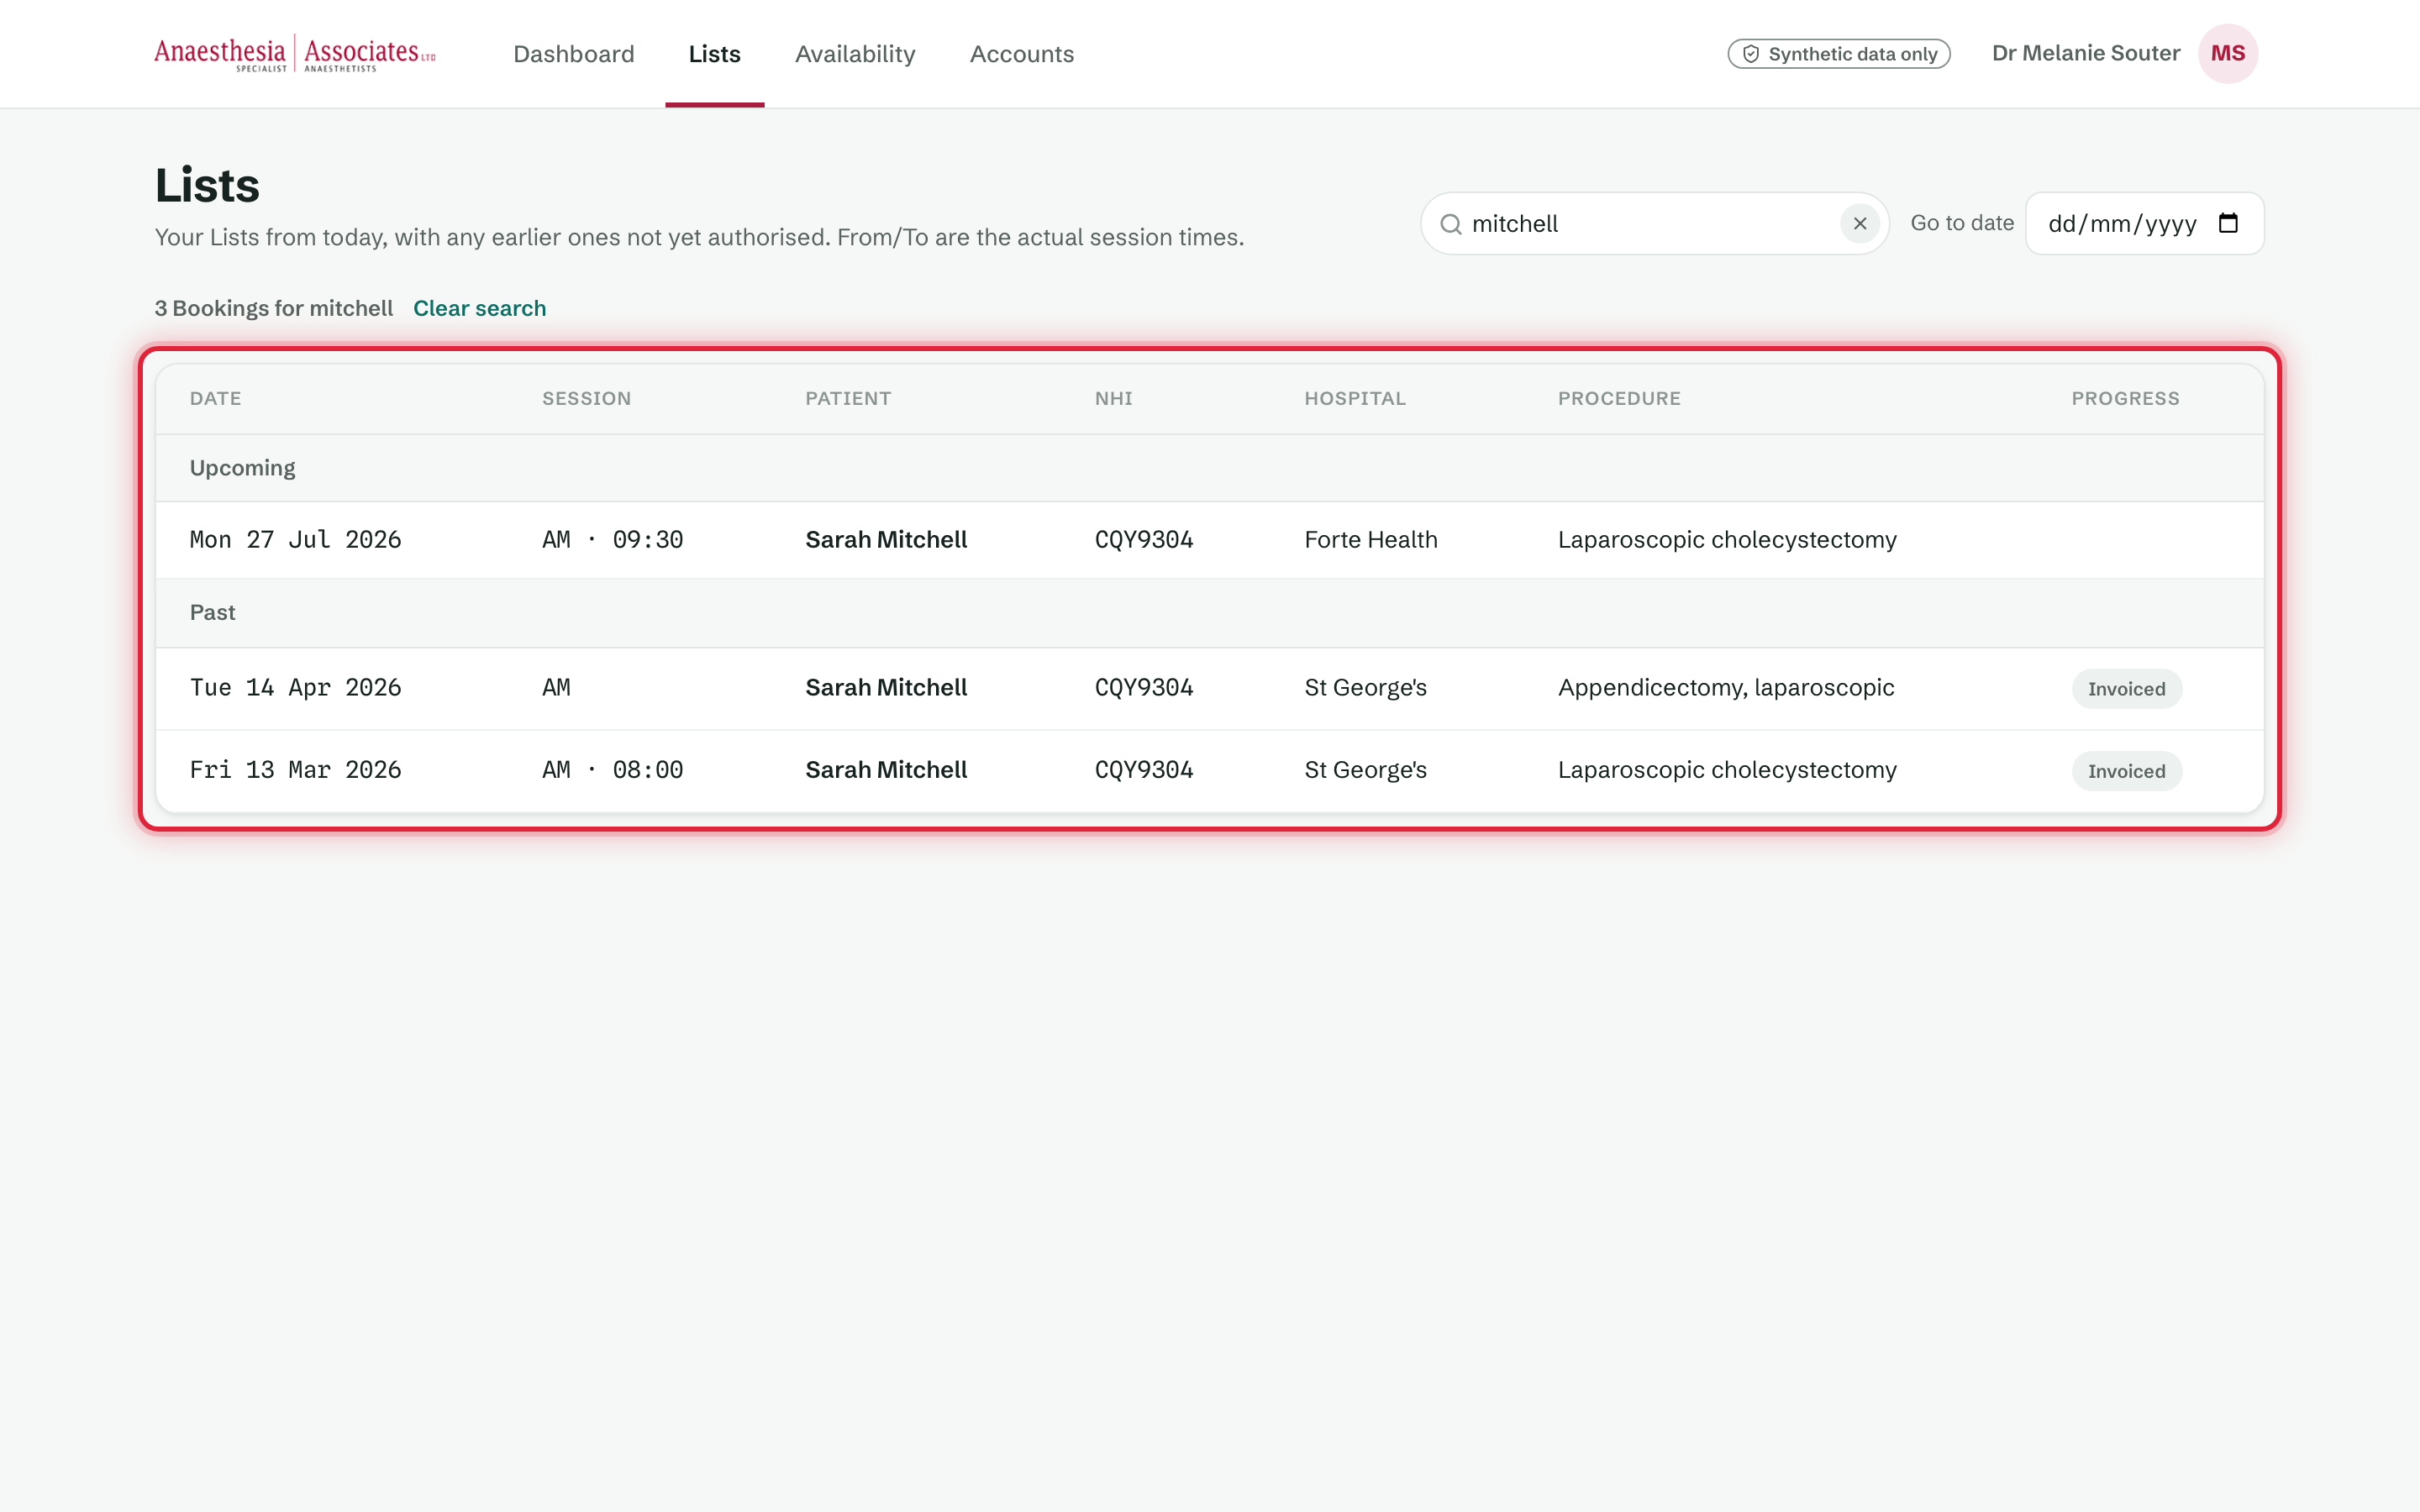 Anaesthesia Associates LTD
SPECIALIST ANAESTHETISTS
Dashboard Lists Availability Accounts
Synthetic data only
Dr Melanie Souter MS
Lists
Your Lists from today, with any earlier ones not yet authorised. From/To are the actual session times.
mitchell
Go to date dd/mm/yyyy
3 Bookings for mitchell Clear search
DATE SESSION PATIENT NHI HOSPITAL PROCEDURE PROGRESS
Upcoming
Mon 27 Jul 2026 AM · 09:30 Sarah Mitchell CQY9304 Forte Health Laparoscopic cholecystectomy
Past
Tue 14 Apr 2026 AM Sarah Mitchell CQY9304 St George's Appendicectomy, laparoscopic Invoiced
Fri 13 Mar 2026 AM · 08:00 Sarah Mitchell CQY9304 St George's Laparoscopic cholecystectomy Invoiced